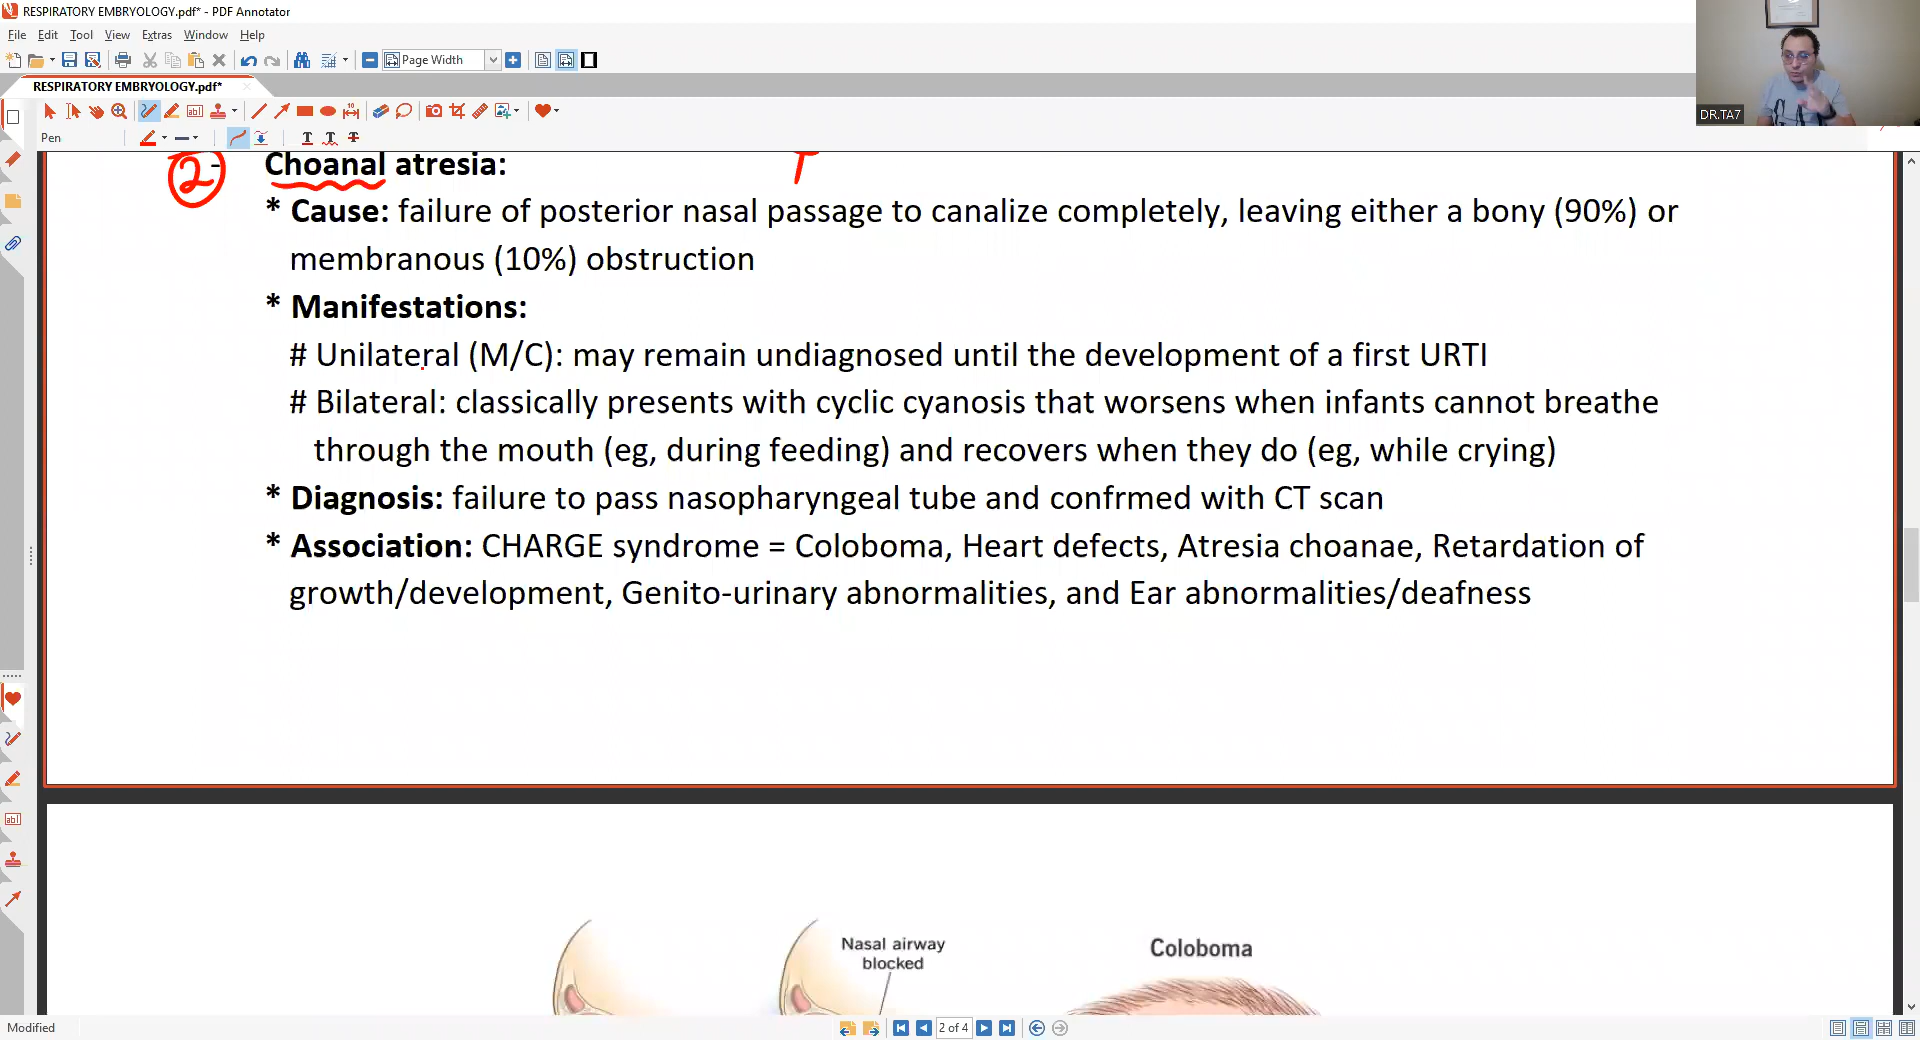 RESPIRATORY EMBRYOLOGY.pdf* - PDF Annotator
File Edit Tool View Extras Window Help
Page Width
RESPIRATORY EMBRYOLOGY.pdf*
Pen
DR.TA7
2 Choanal atresia:
* Cause: failure of posterior nasal passage to canalize completely, leaving either a bony (90%) or
membranous (10%) obstruction
* Manifestations:
# Unilateral (M/C): may remain undiagnosed until the development of a first URTI
# Bilateral: classically presents with cyclic cyanosis that worsens when infants cannot breathe
through the mouth (eg, during feeding) and recovers when they do (eg, while crying)
* Diagnosis: failure to pass nasopharyngeal tube and confrmed with CT scan
* Association: CHARGE syndrome = Coloboma, Heart defects, Atresia choanae, Retardation of
growth/development, Genito-urinary abnormalities, and Ear abnormalities/deafness
Nasal airway
blocked
Coloboma
Modified
2 of 4